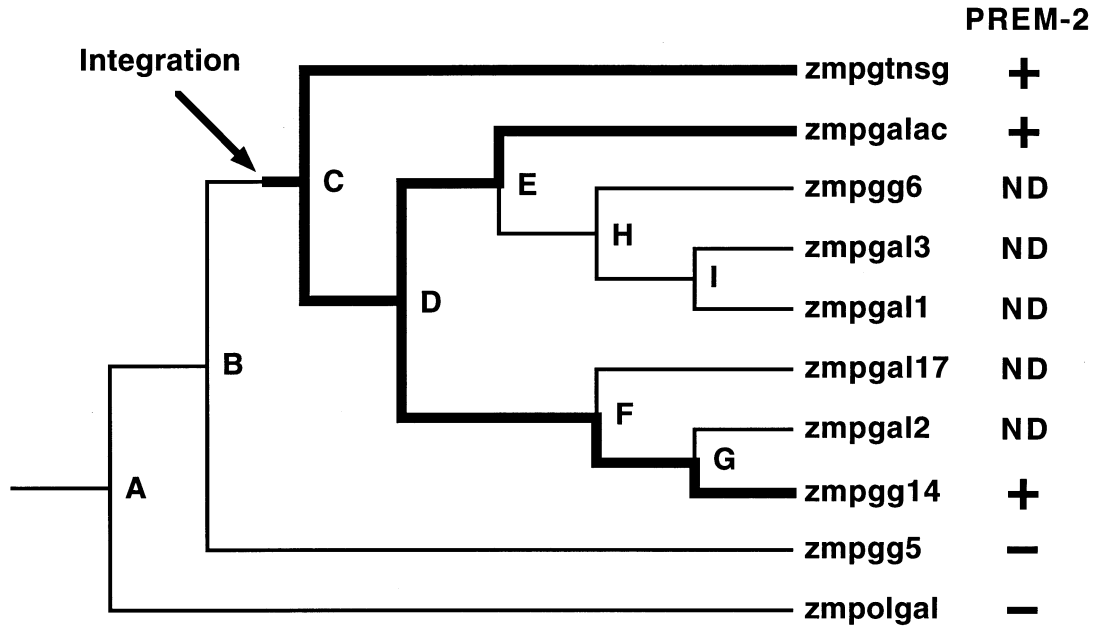 PREM-2
Integration
zmpgtnsg +
zmpgalac +
C
E
zmpgg6 ND
H
zmpgal3 ND
I
D
zmpgal1 ND
B
zmpgal17 ND
F
zmpgal2 ND
G
A
zmpgg14 +
zmpgg5 −
zmpolgal −